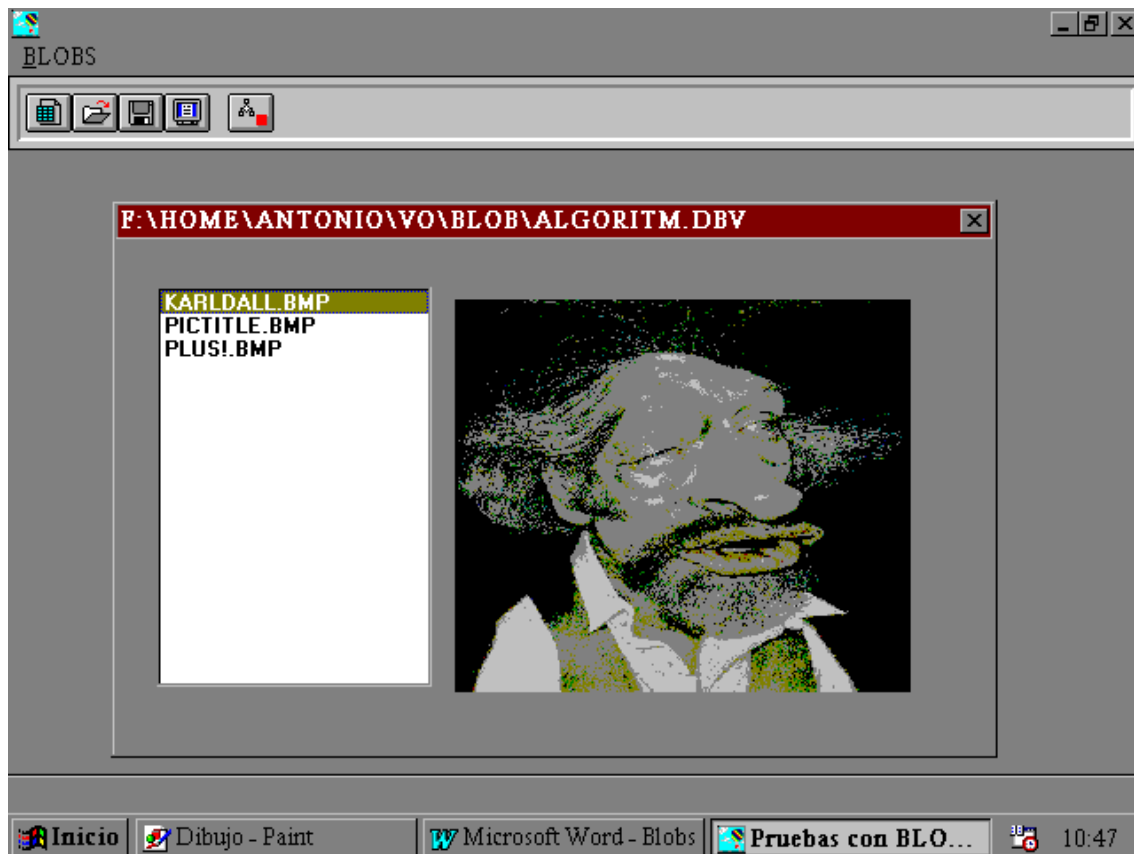 BLOBS
F:\HOME\ANTONIO\VO\BLOB\ALGORITM.DBV
KARLDALL.BMP
PICTITLE.BMP
PLUS!.BMP
Inicio Dibujo - Paint Microsoft Word - Blobs Pruebas con BLO... 10:47